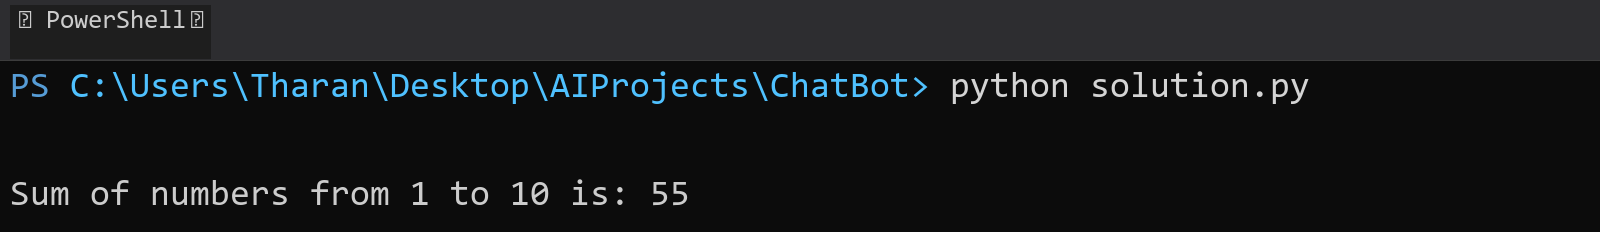 PowerShell
PS C:\Users\Tharan\Desktop\AIProjects\ChatBot> python solution.py
Sum of numbers from 1 to 10 is: 55